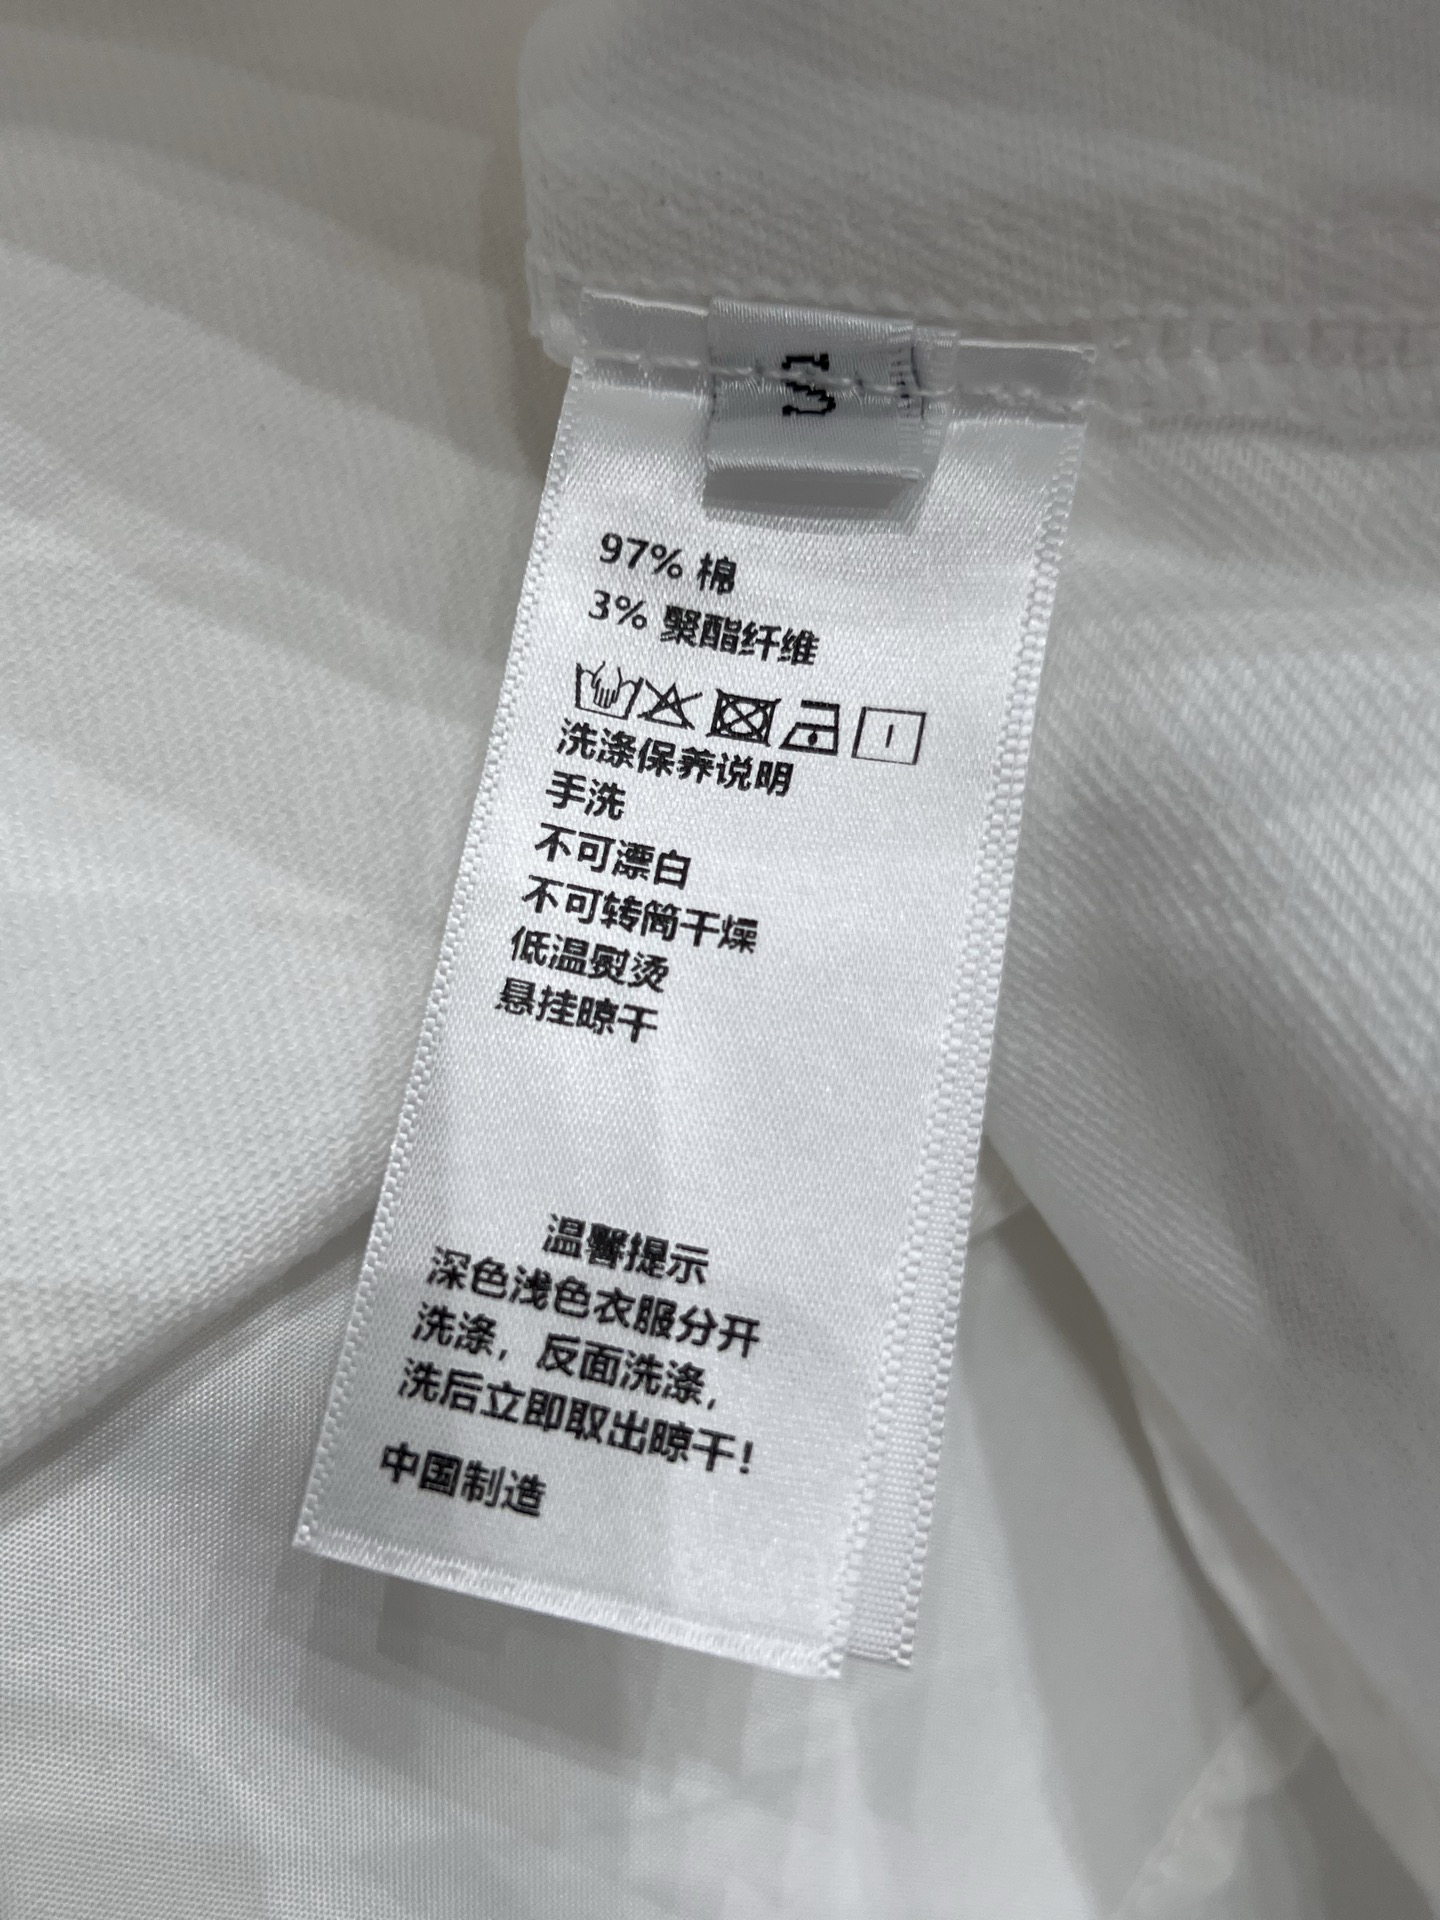 S
97% 棉
3% 聚酯纤维
洗涤保养说明
手洗
不可漂白
不可转筒干燥
低温熨烫
悬挂晾干
温馨提示
深色浅色衣服分开
洗涤，反面洗涤，
洗后立即取出晾干！
中国制造